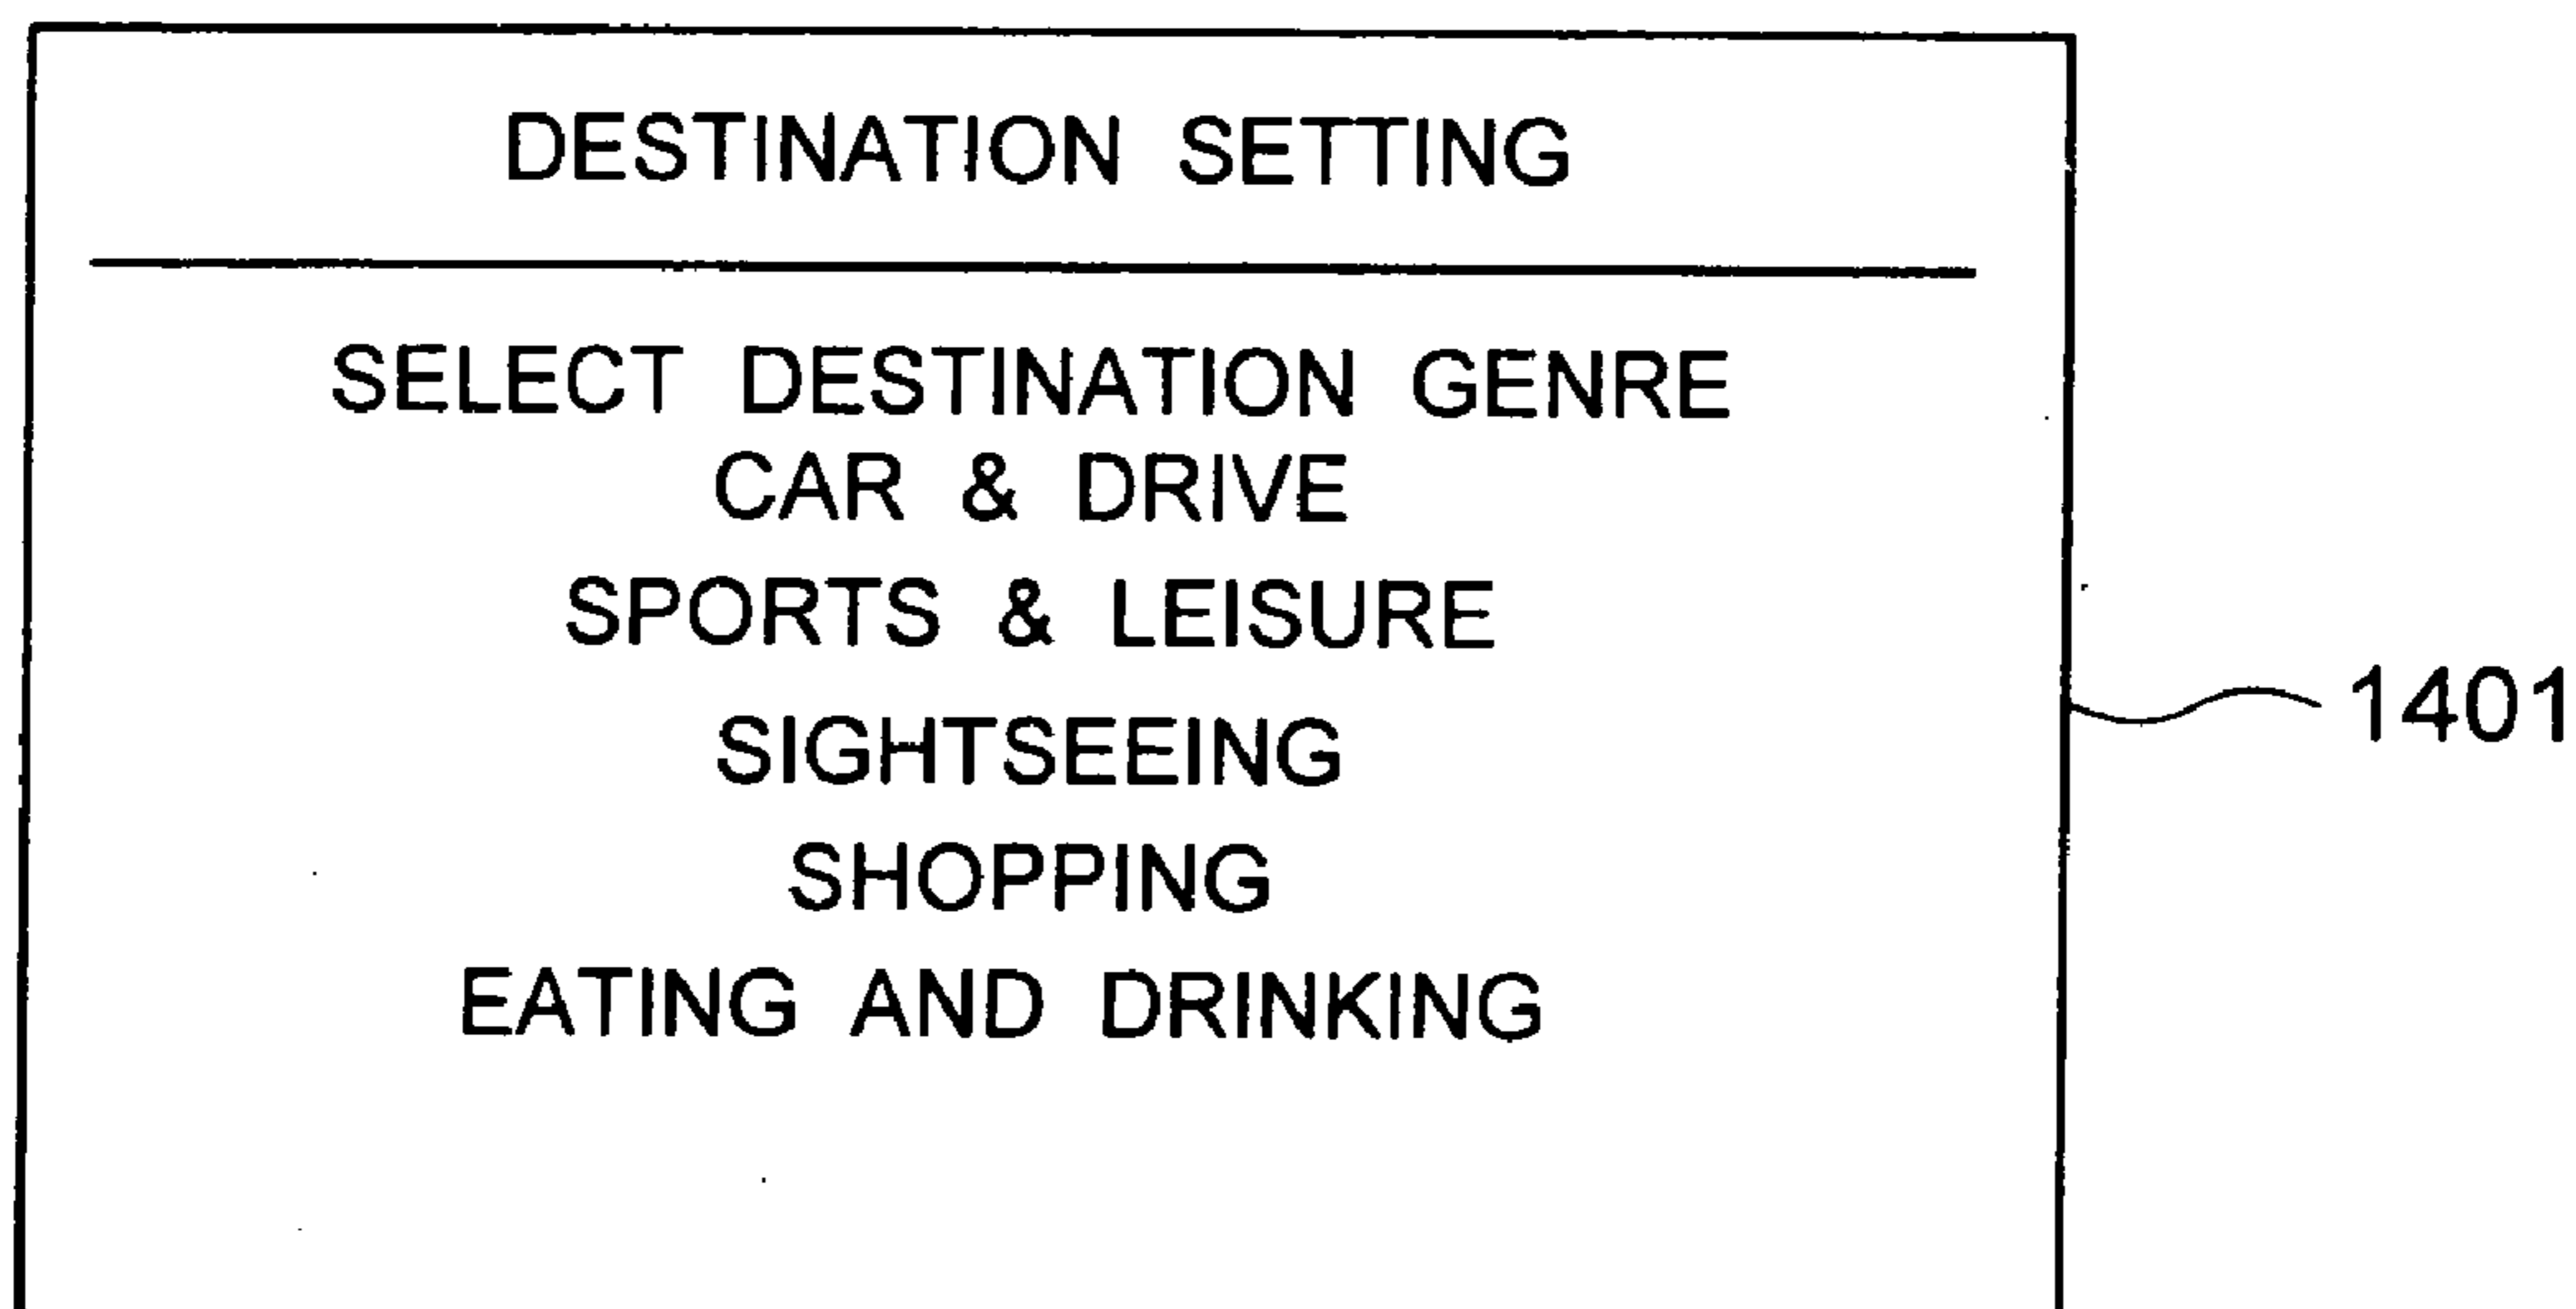 DESTINATION SETTING
SELECT DESTINATION GENRE
CAR & DRIVE
SPORTS & LEISURE
SIGHTSEEING
1401
SHOPPING
EATING AND DRINKING